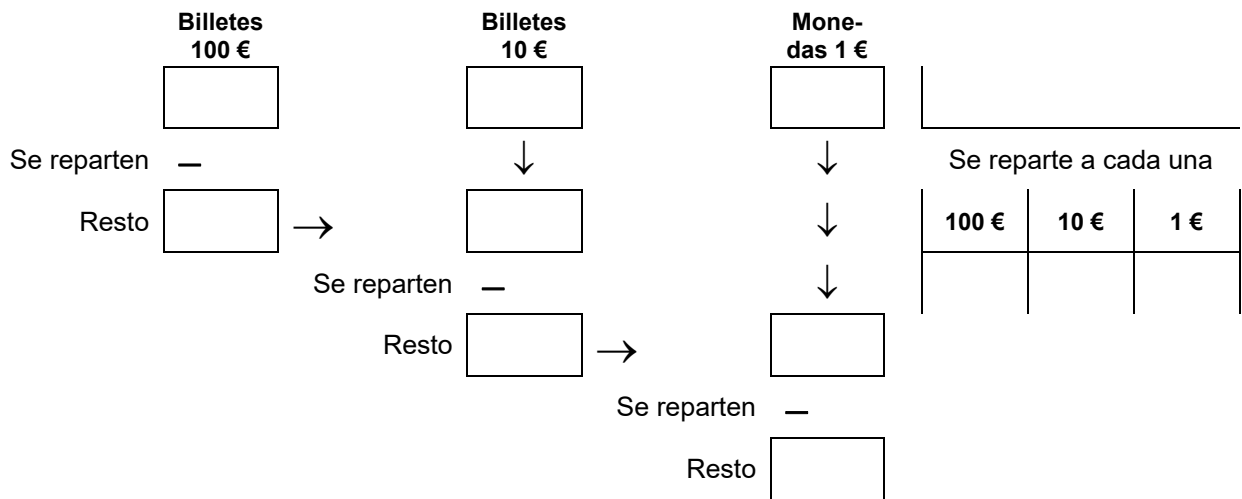 Billetes
100 €
Billetes
10 €
Mone-
das 1 €
Se reparten –
↓
↓
Se reparte a cada una
Resto
→
↓
100 €
10 €
1 €
Se reparten –
↓
Resto
→
Se reparten –
Resto